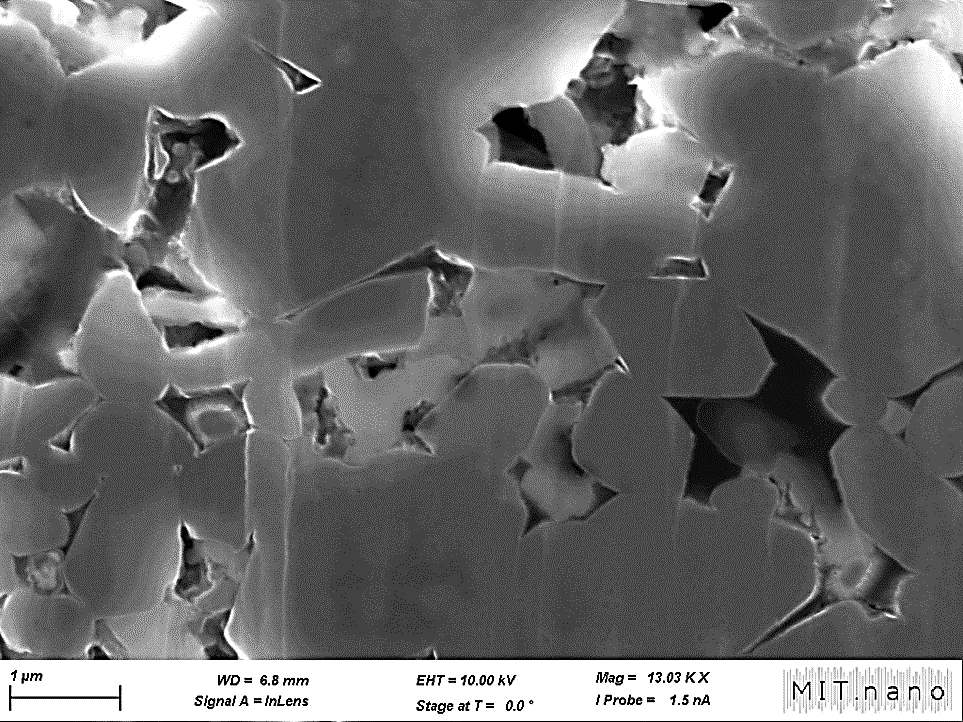 1 µm
WD = 6.8 mm
Signal A = InLens
EHT = 10.00 kV
Stage at T = 0.0 °
Mag = 13.03 K X
I Probe = 1.5 nA
MIT.nano